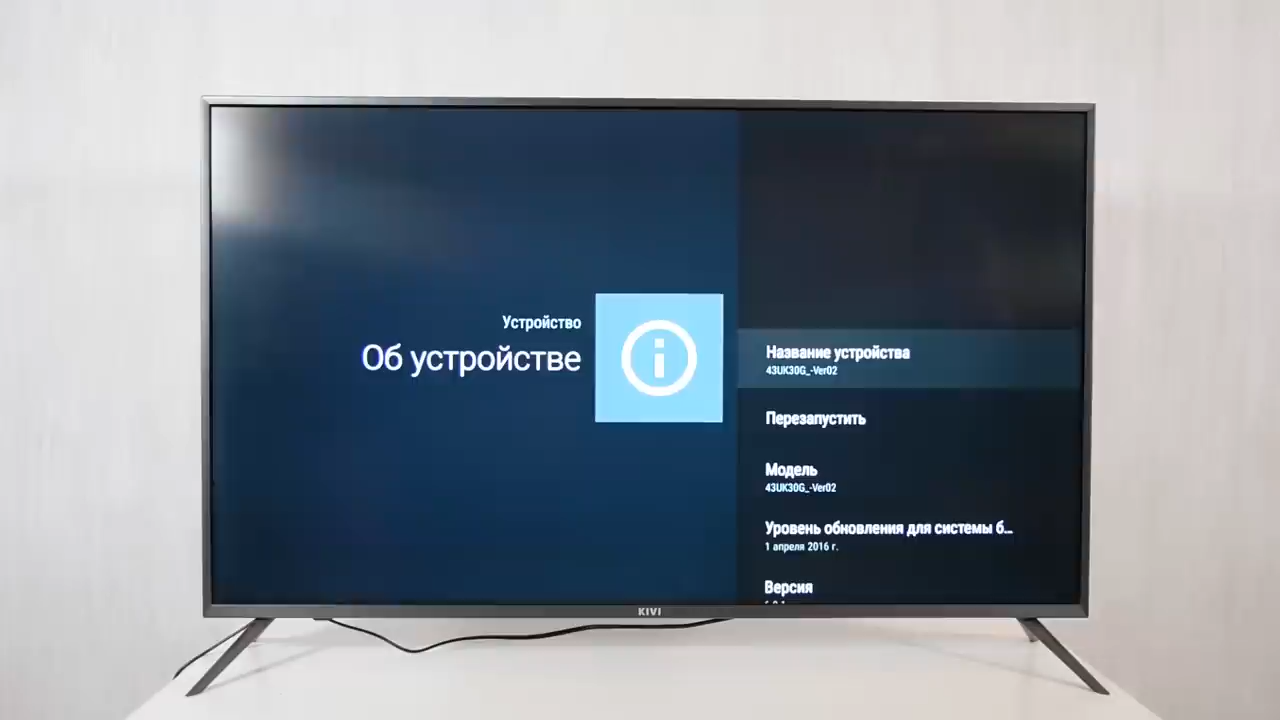 Устройство
Об устройстве
Название устройства
43UK30G_-Ver02
Перезапустить
Модель
43UK30G_-Ver02
Уровень обновления для системы б...
1 апреля 2016 г.
Версия
KIVI